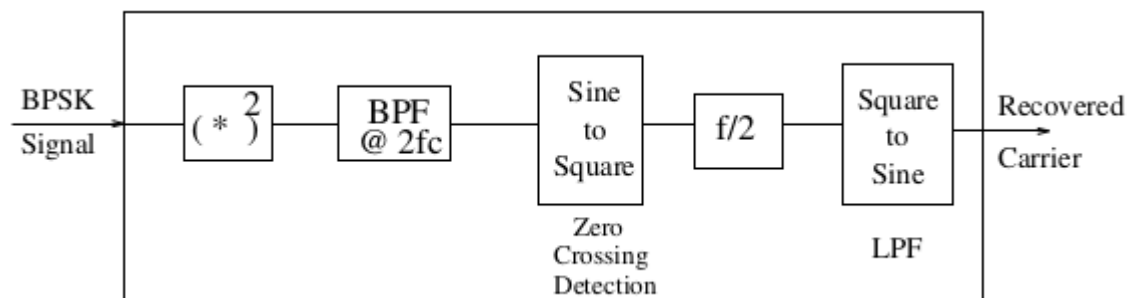 BPSK
Signal
( * )2
BPF
@ 2fc
Sine
to
Square
Zero
Crossing
Detection
f/2
Square
to
Sine
LPF
Recovered
Carrier